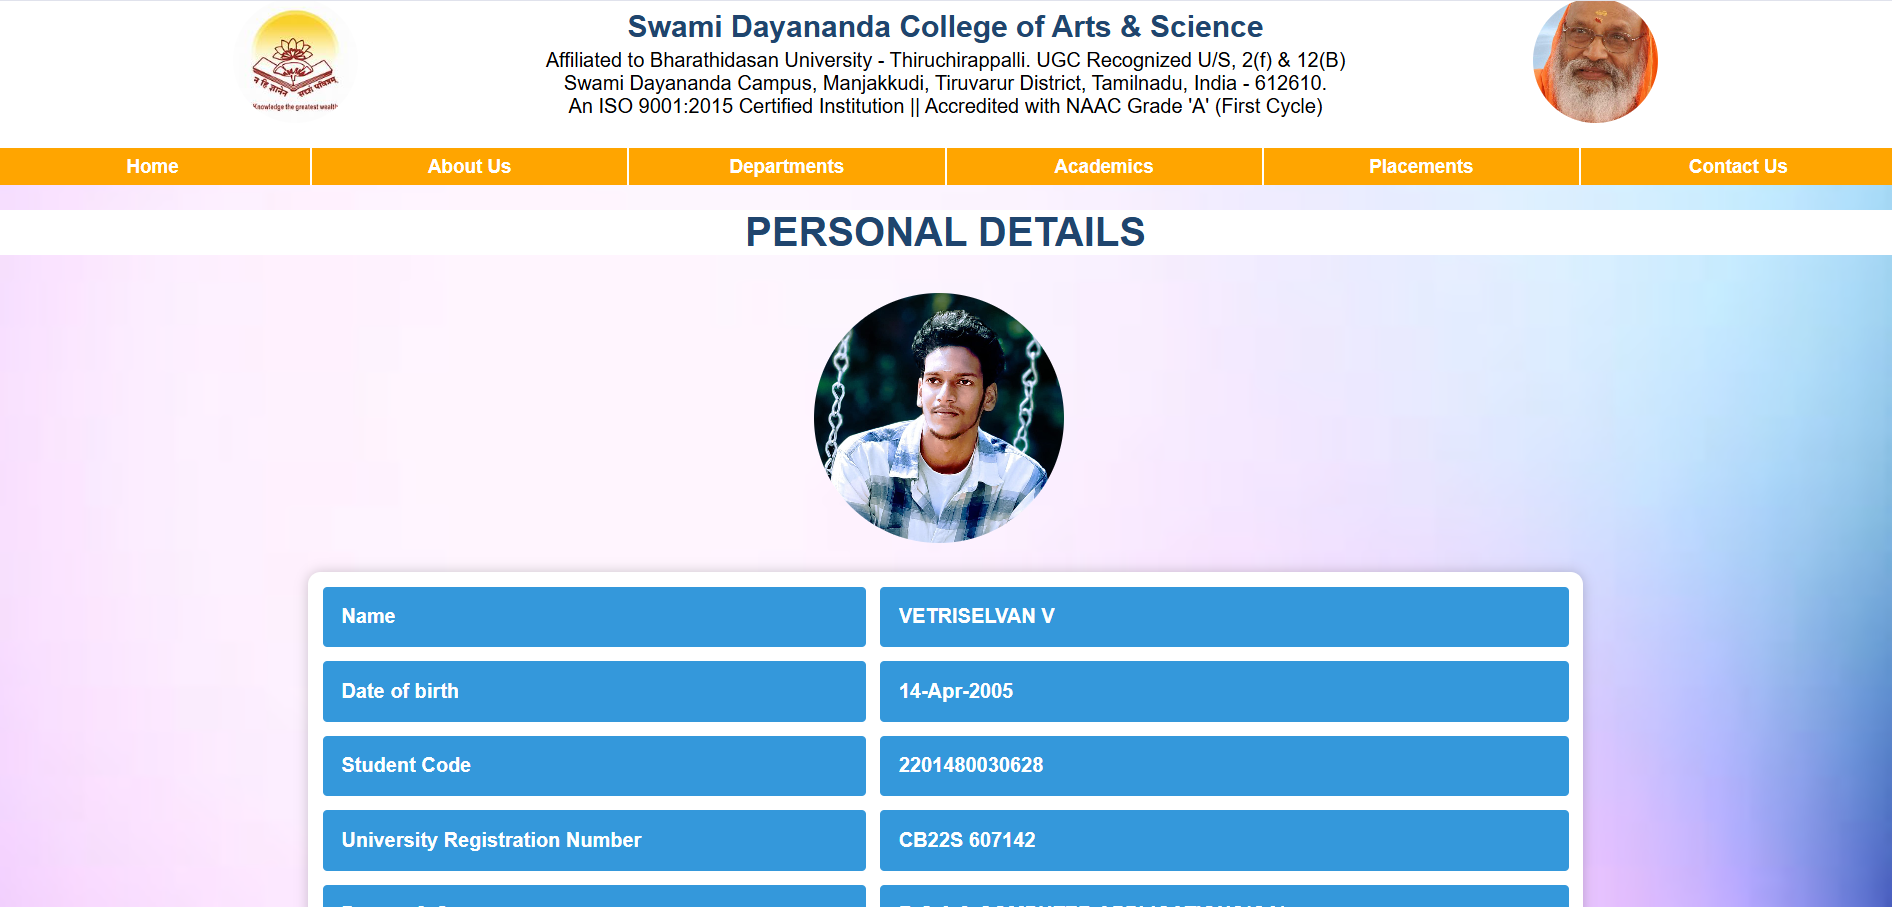 Swami Dayananda College of Arts & Science
Affiliated to Bharathidasan University - Thiruchirappalli. UGC Recognized U/S, 2(f) & 12(B)
Swami Dayananda Campus, Manjakkudi, Tiruvarur District, Tamilnadu, India - 612610.
An ISO 9001:2015 Certified Institution || Accredited with NAAC Grade 'A' (First Cycle)
न हि ज्ञानेन सदृशं पवित्रम्
Knowledge the greatest wealth
Home About Us Departments Academics Placements Contact Us
PERSONAL DETAILS
Name VETRISELVAN V
Date of birth 14-Apr-2005
Student Code 2201480030628
University Registration Number CB22S 607142